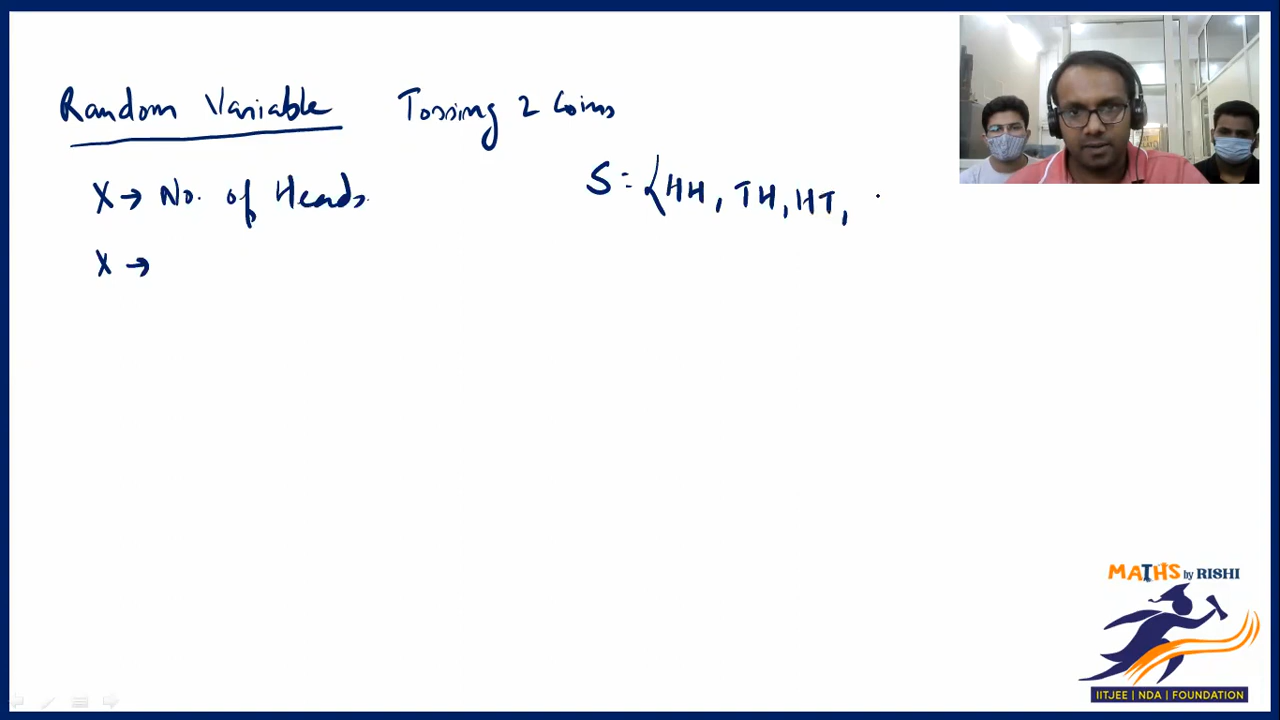 Random Variable Tossing 2 Coins
X → No. of Heads.
S = {HH, TH, HT,
X →
MATHS by RISHI
IITJEE | NDA | FOUNDATION